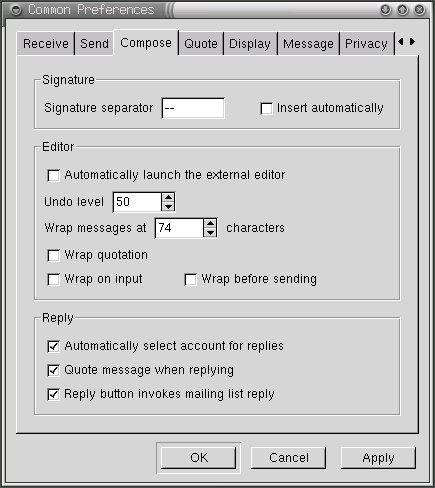 Common Preferences
Receive Send Compose Quote Display Message Privacy
Signature
Signature separator -- Insert automatically
Editor
Automatically launch the external editor
Undo level 50
Wrap messages at 74 characters
Wrap quotation
Wrap on input Wrap before sending
Reply
Automatically select account for replies
Quote message when replying
Reply button invokes mailing list reply
OK Cancel Apply